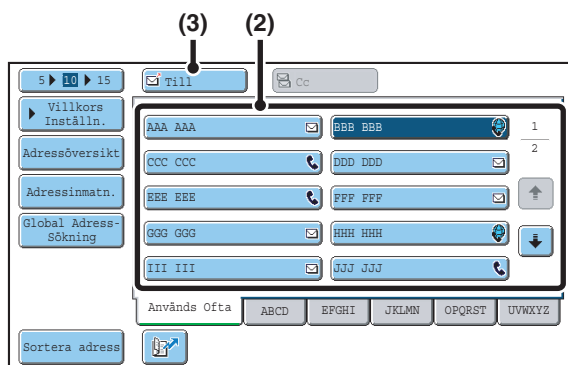 (3) (2)
5 10 15 Till Cc
Villkors
Inställn.
Adressöversikt
Adressinmatn.
Global Adress-
Sökning
AAA AAA BBB BBB
CCC CCC DDD DDD
EEE EEE FFF FFF
GGG GGG HHH HHH
III III JJJ JJJ
1
2
Används Ofta ABCD EFGHI JKLMN OPQRST UVWXYZ
Sortera adress